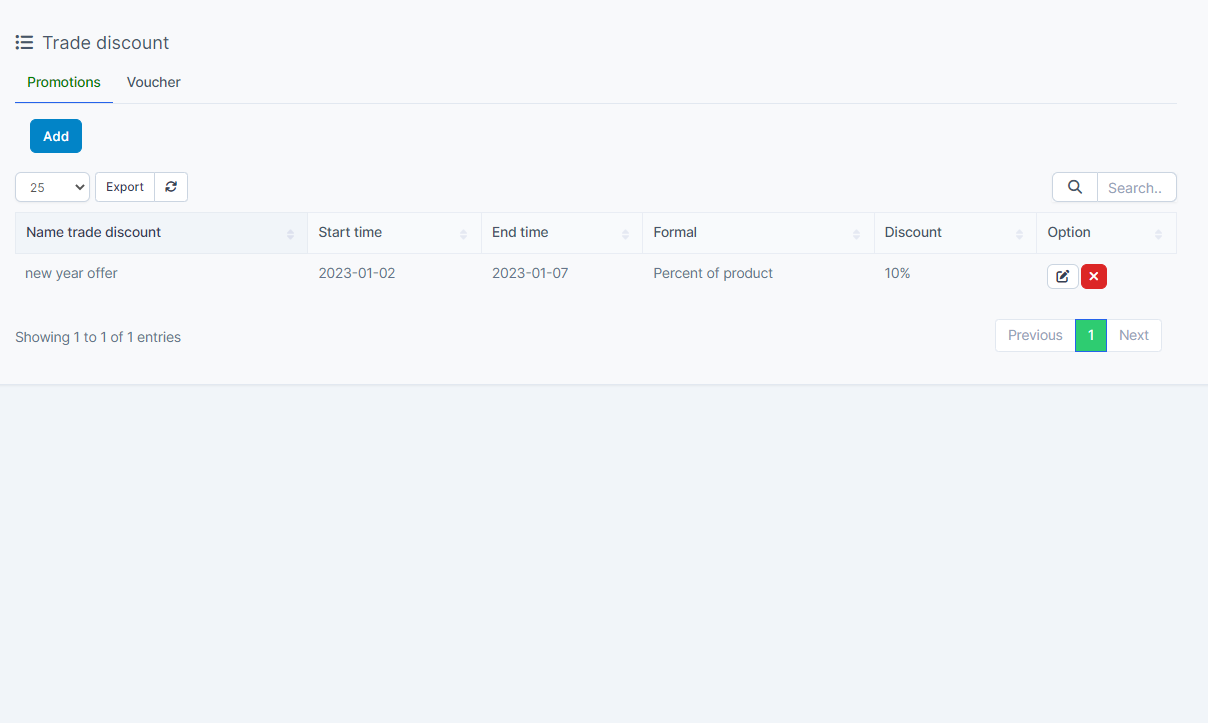 Trade discount
Promotions Voucher
Add
25 Export Search..
Name trade discount Start time End time Formal Discount Option
new year offer 2023-01-02 2023-01-07 Percent of product 10%
Showing 1 to 1 of 1 entries Previous 1 Next